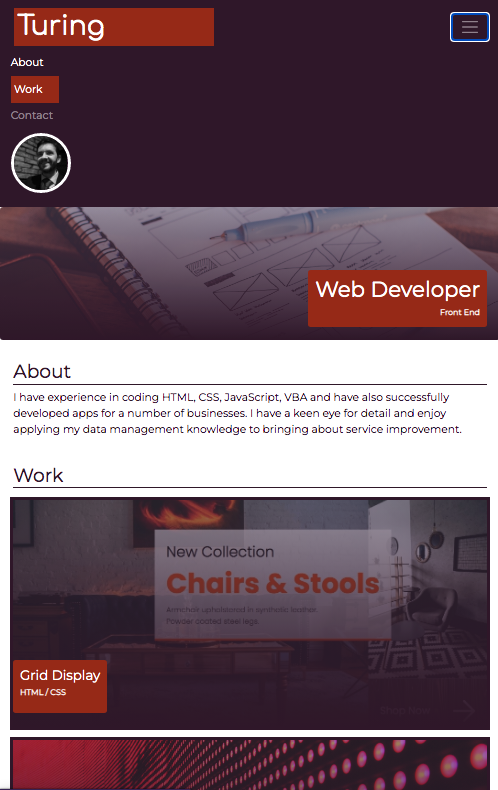 Turing
About
Work
Contact
Web Developer
Front End
About
I have experience in coding HTML, CSS, JavaScript, VBA and have also successfully
developed apps for a number of businesses. I have a keen eye for detail and enjoy
applying my data management knowledge to bringing about service improvement.
Work
New Collection
Chairs & Stools
Armchair upholstered in synthetic leather
Powder-coated steel legs
Grid Display
HTML / CSS
Shop Now